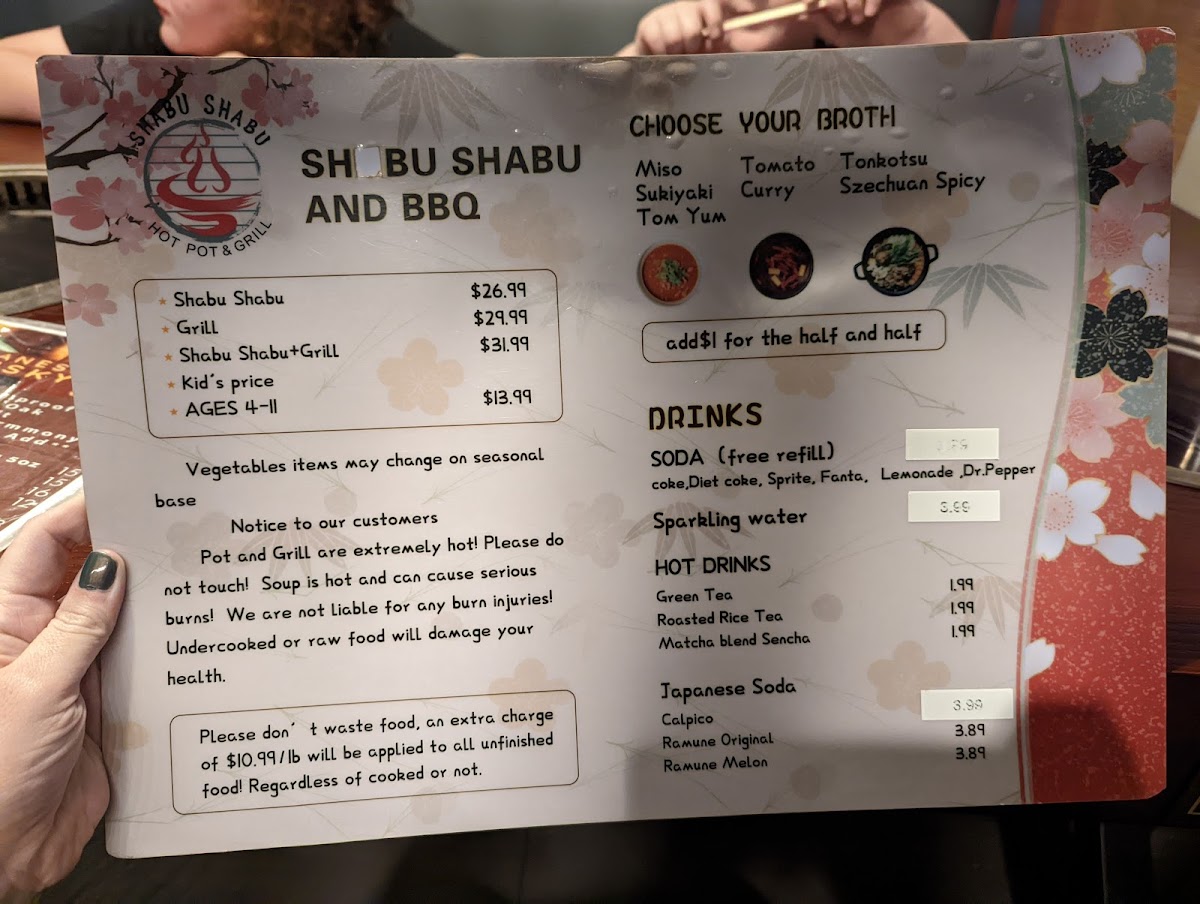 SHABU SHABU
HOT POT & GRILL
SH BU SHABU
AND BBQ
Shabu Shabu $26.99
Grill $29.99
Shabu Shabu+Grill $31.99
Kid's price
AGES 4-11 $13.99
Vegetables items may change on seasonal
base
Notice to our customers
Pot and Grill are extremely hot! Please do
not touch! Soup is hot and can cause serious
burns! We are not liable for any burn injuries!
Undercooked or raw food will damage your
health.
Please don't waste food, an extra charge
of $10.99/lb will be applied to all unfinished
food! Regardless of cooked or not.
CHOOSE YOUR BROTH
Miso Tomato Tonkotsu
Sukiyaki Curry Szechuan Spicy
Tom Yum
add$1 for the half and half
DRINKS
SODA (free refill)
coke,Diet coke, Sprite, Fanta, Lemonade ,Dr.Pepper
Sparkling water 3.99
HOT DRINKS
Green Tea 1.99
Roasted Rice Tea 1.99
Matcha blend Sencha 1.99
Japanese Soda
Calpico 3.99
Ramune Original 3.89
Ramune Melon 3.89
SKY
5oz